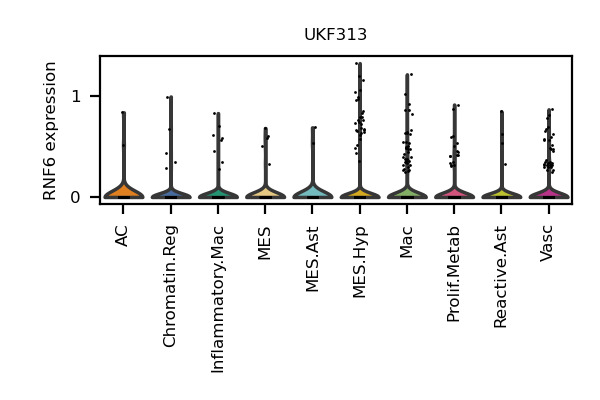 UKF313
RNF6 expression
1
0
AC
Chromatin.Reg
Inflammatory.Mac
MES
MES.Ast
MES.Hyp
Mac
Prolif.Metab
Reactive.Ast
Vasc